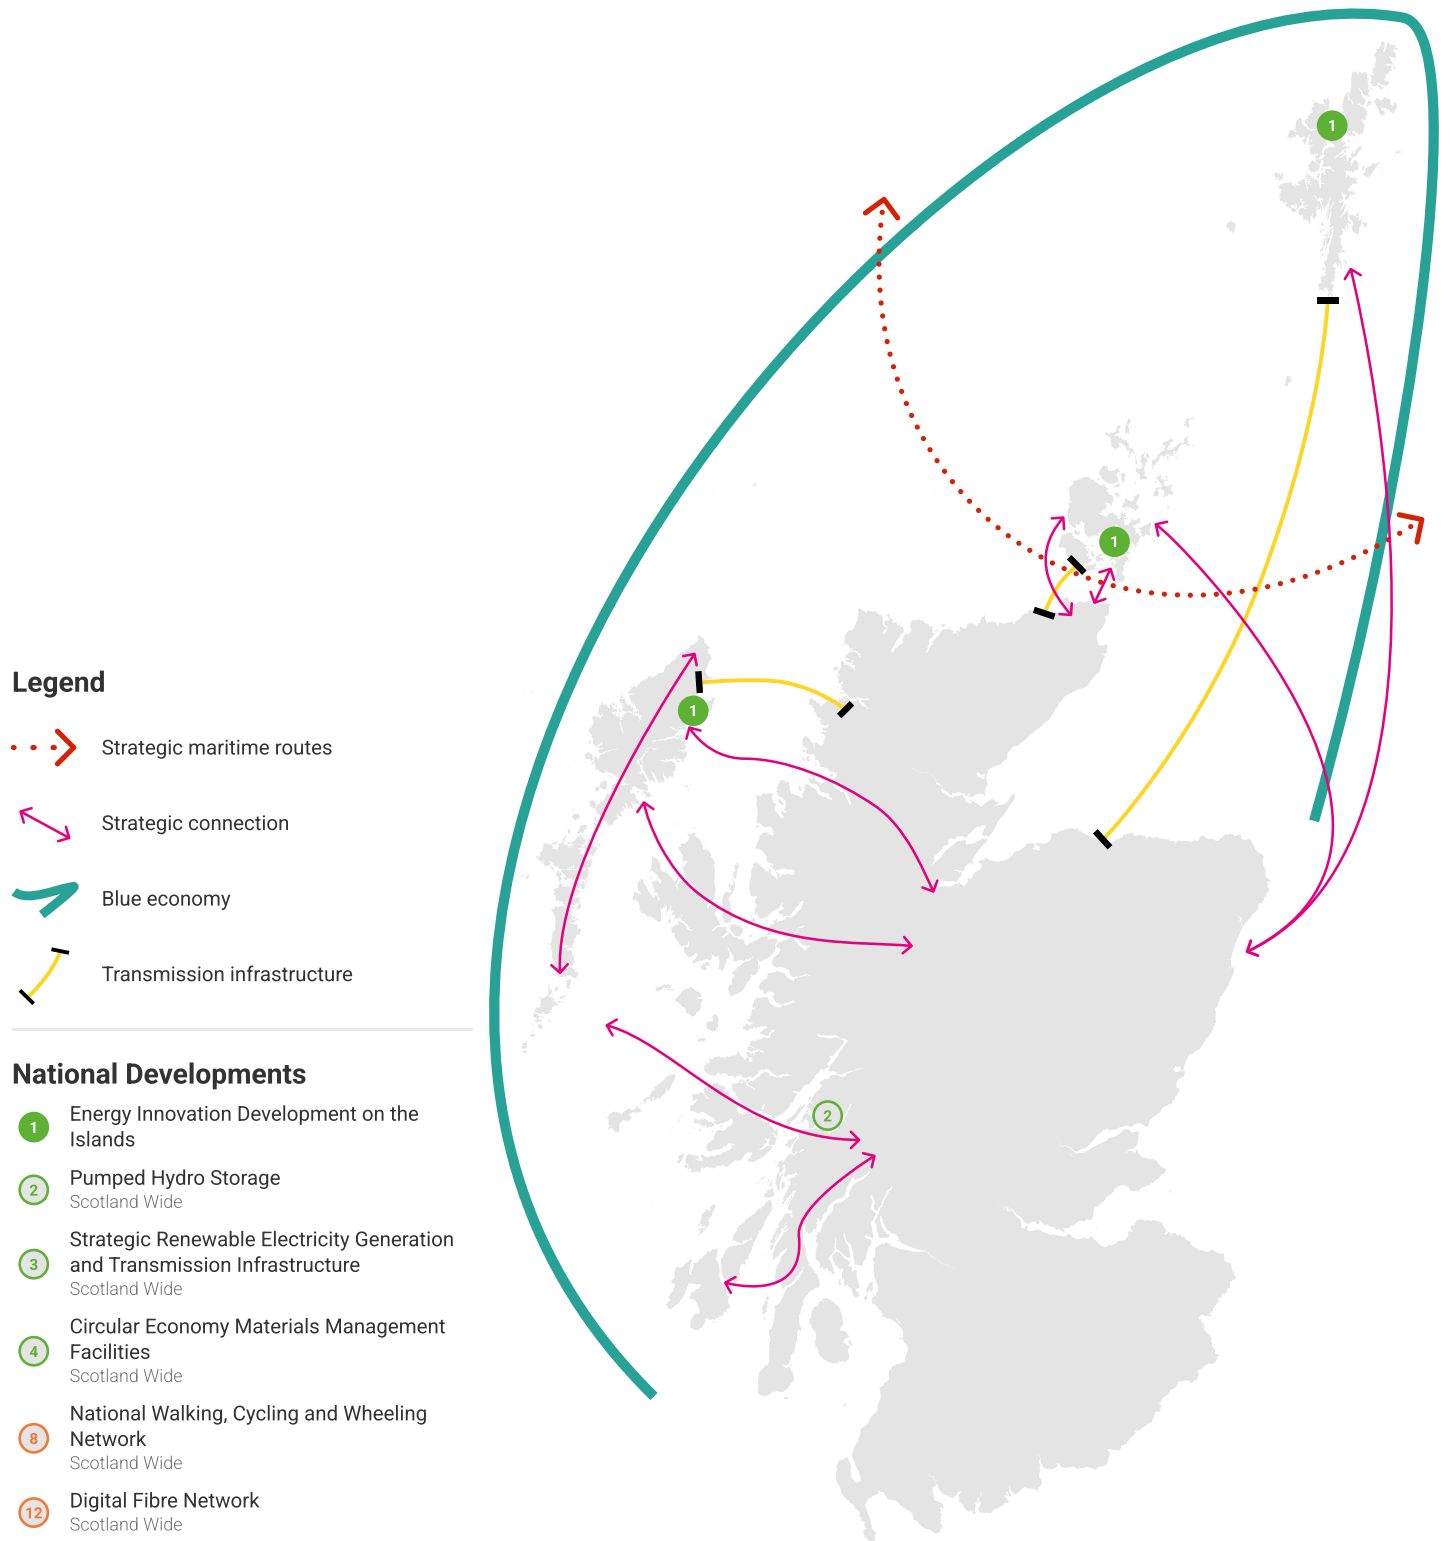 1
1
1
2
Legend
Strategic maritime routes
Strategic connection
Blue economy
Transmission infrastructure
National Developments
1
Energy Innovation Development on the
Islands
2
Pumped Hydro Storage
Scotland Wide
3
Strategic Renewable Electricity Generation
and Transmission Infrastructure
Scotland Wide
4
Circular Economy Materials Management
Facilities
Scotland Wide
8
National Walking, Cycling and Wheeling
Network
Scotland Wide
12
Digital Fibre Network
Scotland Wide